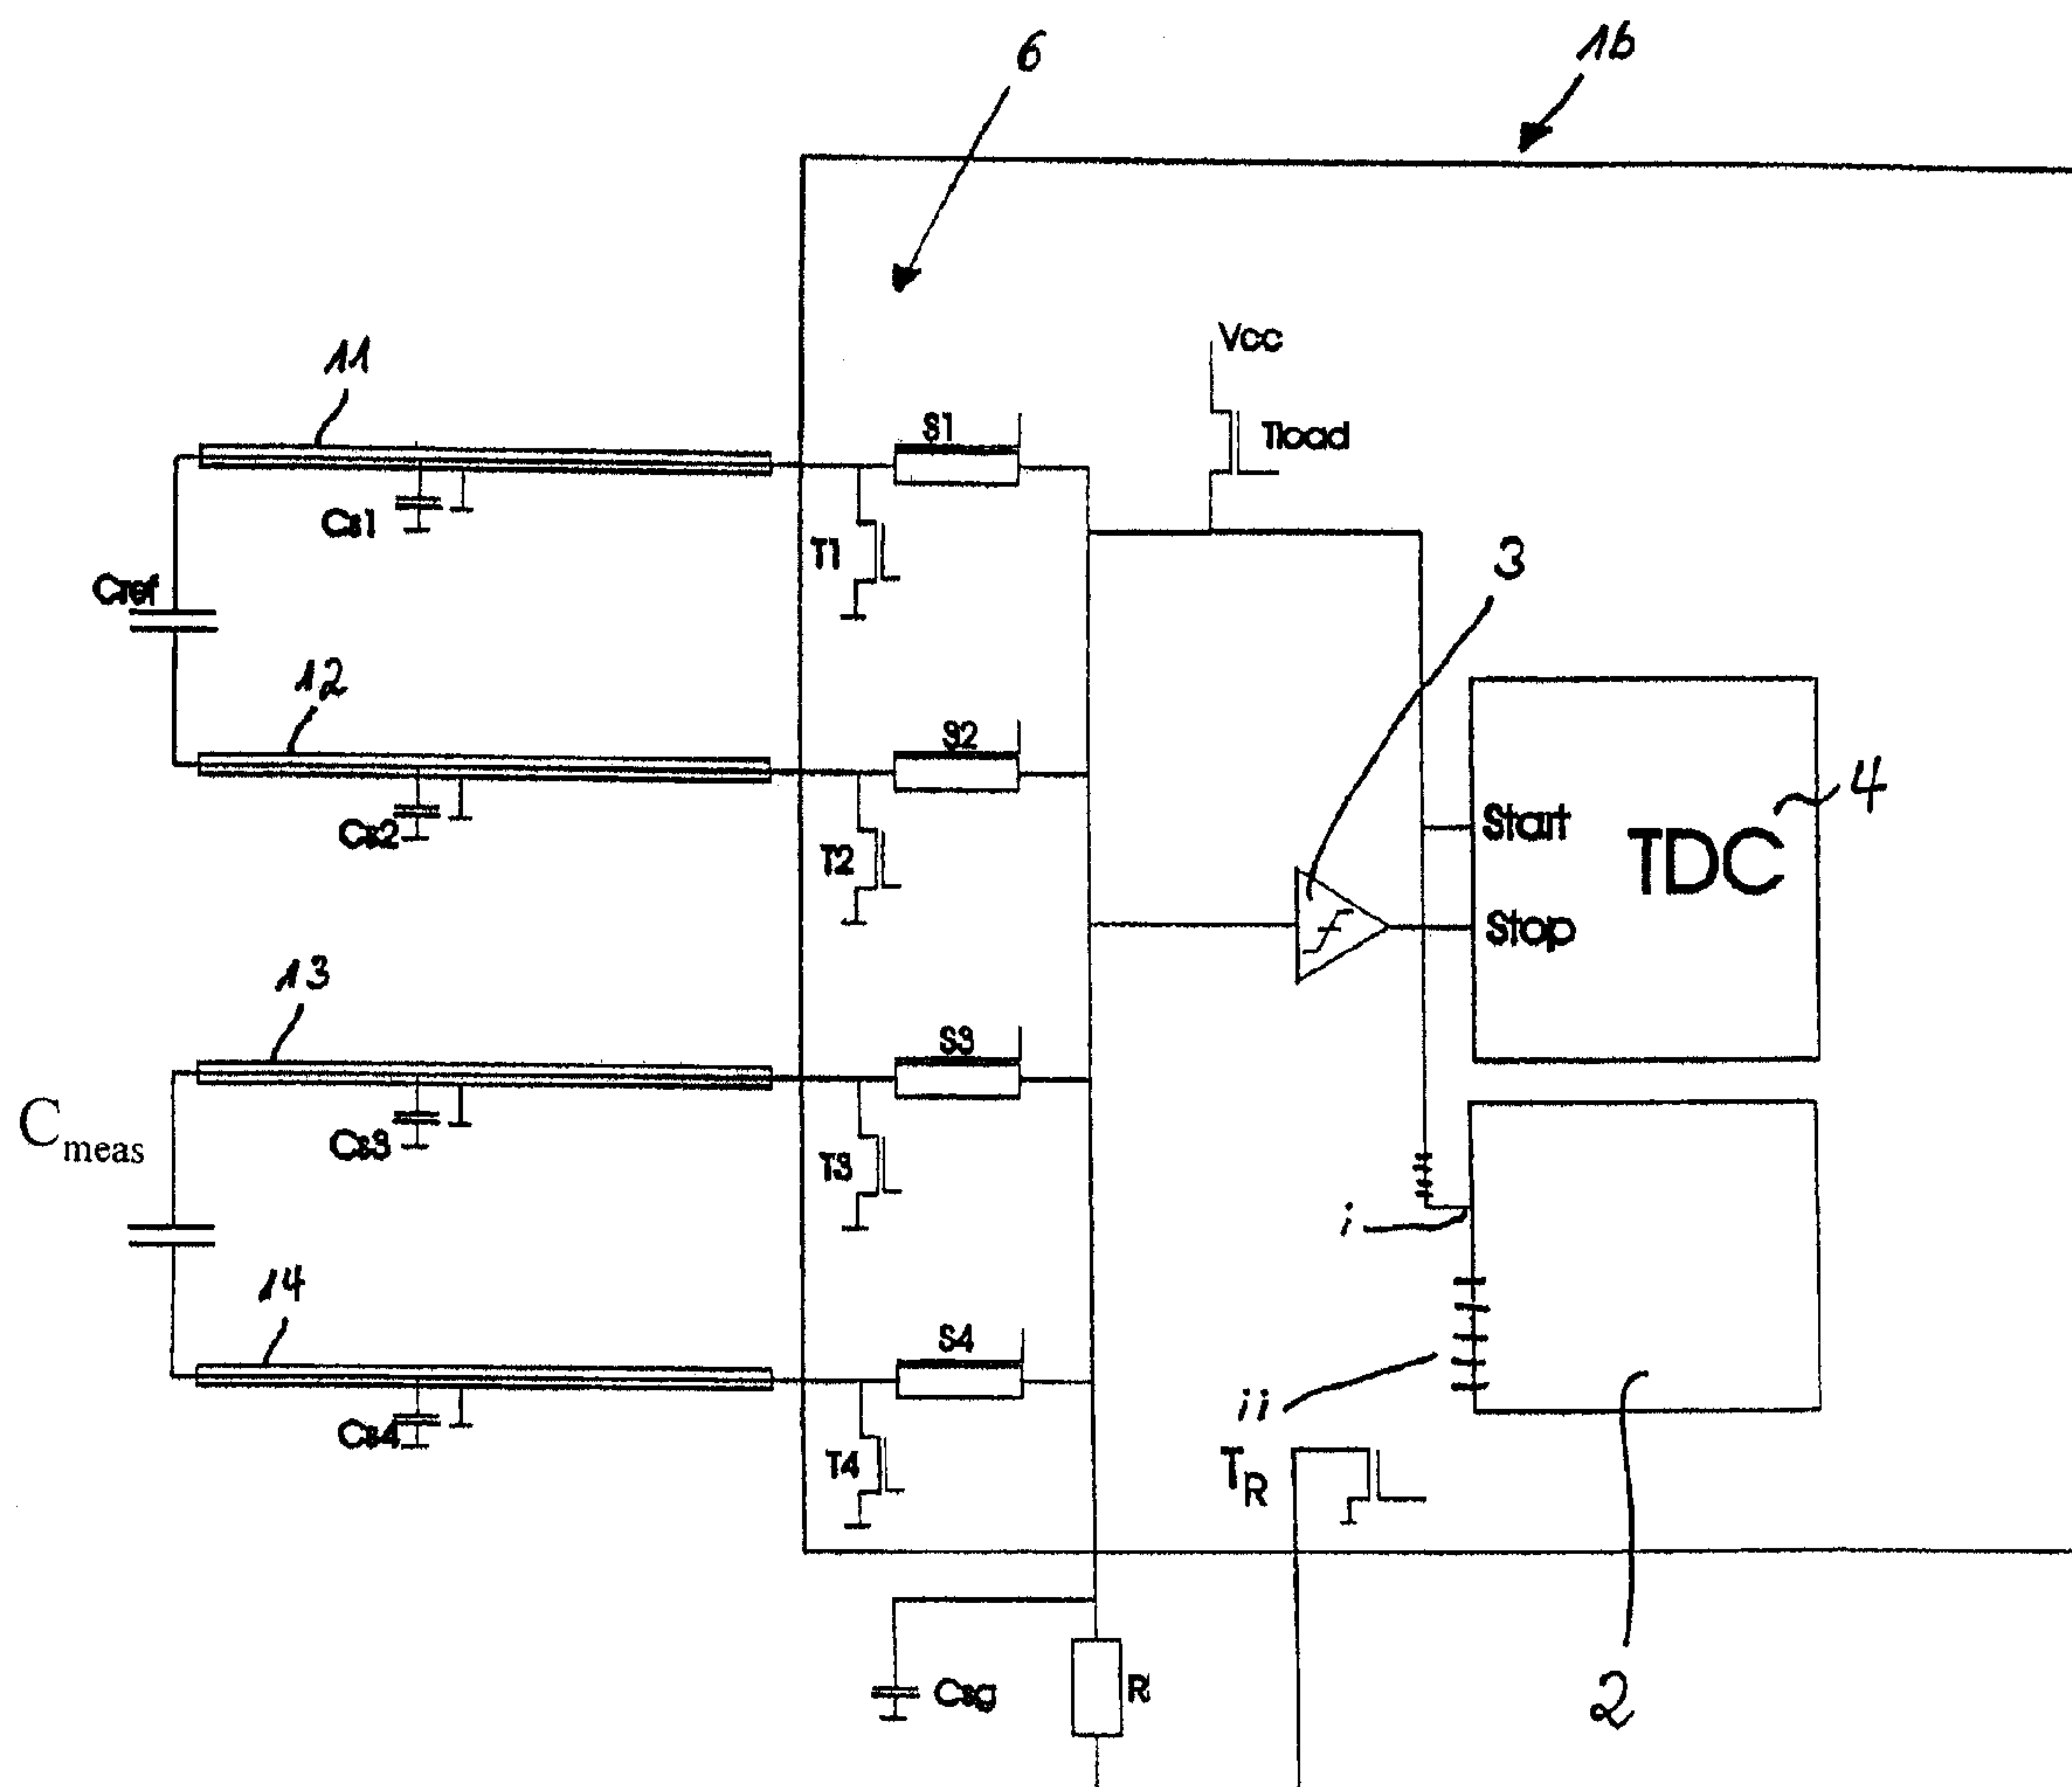 6
1b
Vcc
11
S1
Tload
Cs1
T1
3
Cref
12
S2
4
Start
TDC
Cs2
T2
Stop
13
S3
Cmeas
Cs3
T3
i
14
S4
ii
Cs4
T4
TR
Csg
R
2